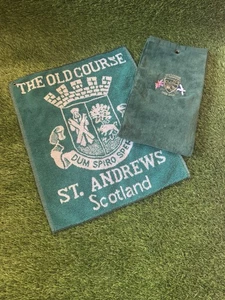 THE OLD COURSE
DUM SPIRO SPERO
ST. ANDREWS
Scotland